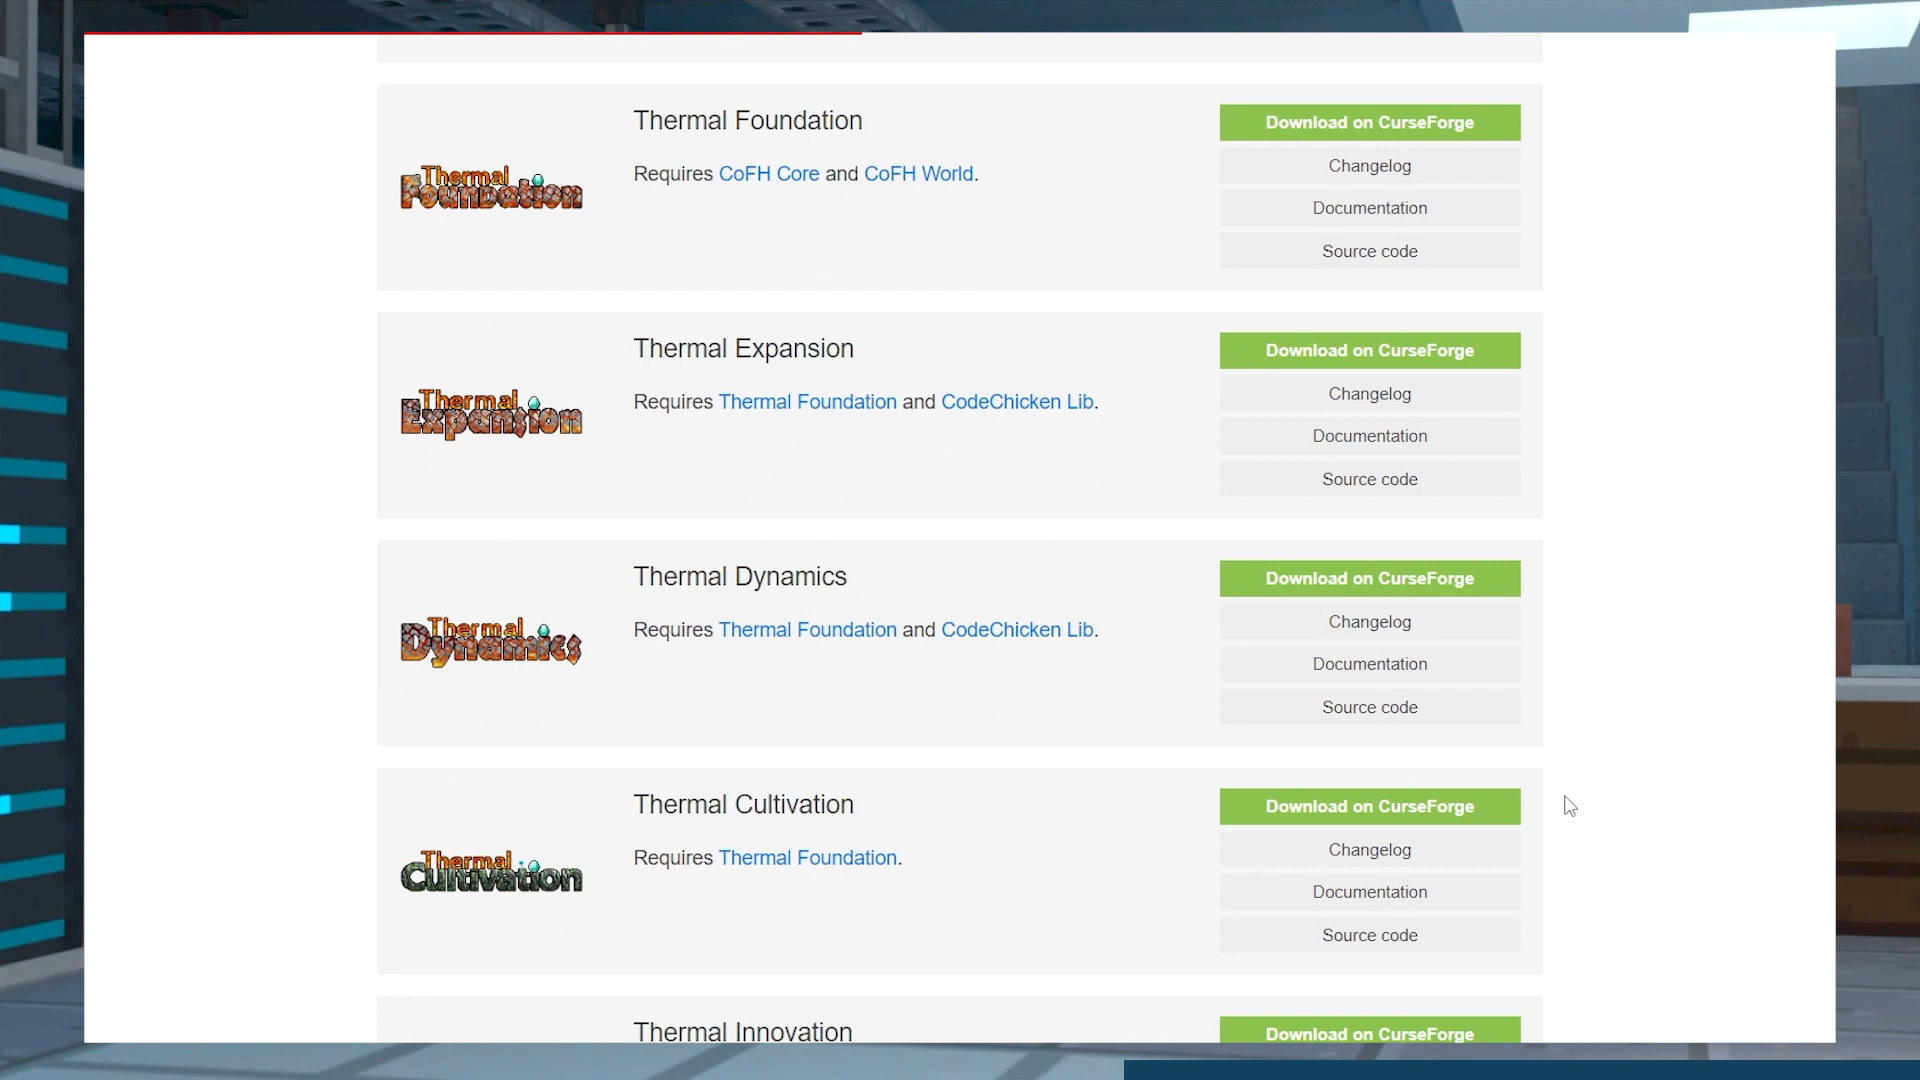 Thermal Foundation
Download on CurseForge
Thermal
Foundation
Requires CoFH Core and CoFH World.
Changelog
Documentation
Source code
Thermal Expansion
Download on CurseForge
Thermal
Expansion
Requires Thermal Foundation and CodeChicken Lib.
Changelog
Documentation
Source code
Thermal Dynamics
Download on CurseForge
Thermal
Dynamics
Requires Thermal Foundation and CodeChicken Lib.
Changelog
Documentation
Source code
Thermal Cultivation
Download on CurseForge
Thermal
Cultivation
Requires Thermal Foundation.
Changelog
Documentation
Source code
Thermal Innovation
Download on CurseForge